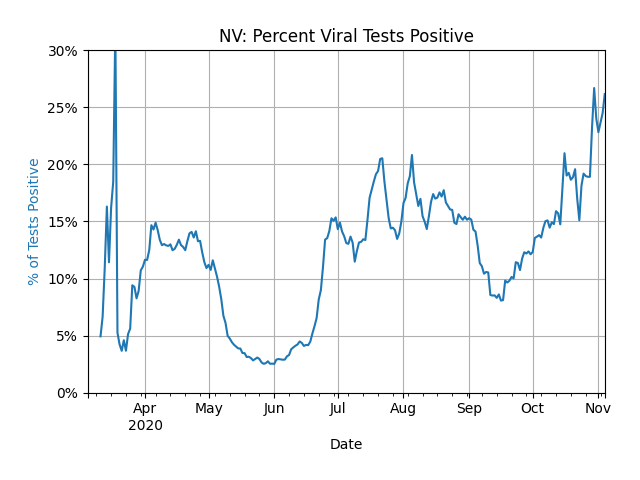 NV: Percent Viral Tests Positive
30%
25%
20%
15%
10%
5%
0%
% of Tests Positive
Apr
2020
May
Jun
Jul
Aug
Sep
Oct
Nov
Date